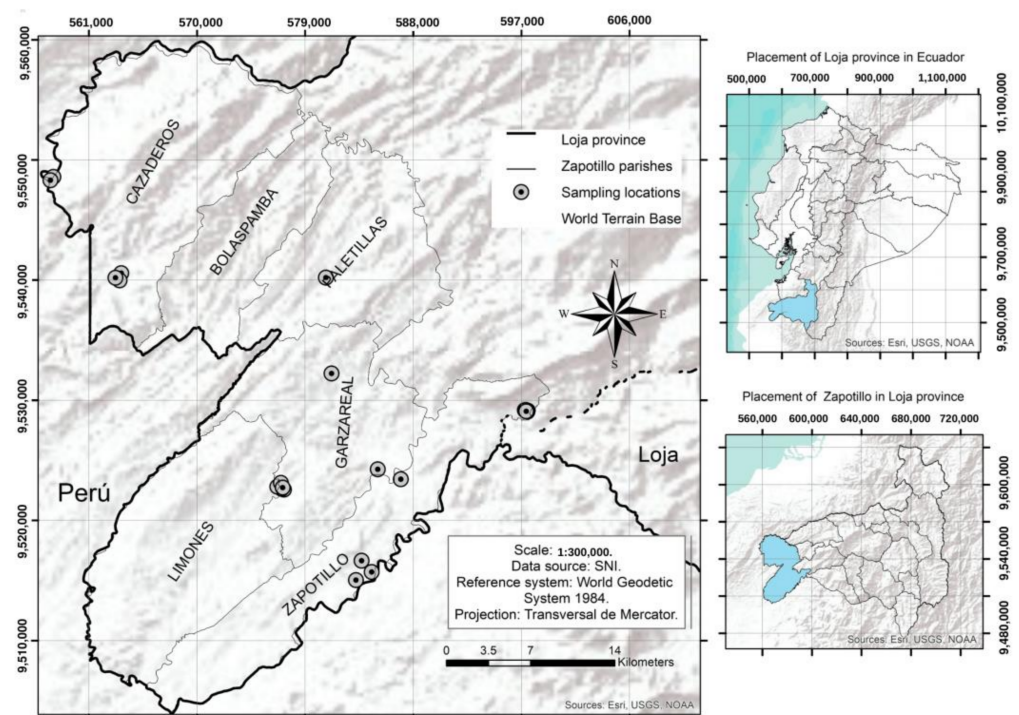 561,000 570,000 579,000 588,000 597,000 606,000
9,560,000
9,550,000
9,540,000
9,530,000
9,520,000
9,510,000
CAZADEROS
BOLASPAMBA
PALETILLAS
GARZAREAL
LIMONES
ZAPOTILLO
Perú
Loja
Loja province
Zapotillo parishes
Sampling locations
World Terrain Base
N
W E
S
Scale: 1:300,000.
Data source: SNI.
Reference system: World Geodetic
System 1984.
Projection: Transversal de Mercator.
0 3.5 7 14
Kilometers
Sources: Esri, USGS, NOAA
Placement of Loja province in Ecuador
500,000 700,000 900,000 1,100,000
10,100,000
9,900,000
9,700,000
9,500,000
Sources: Esri, USGS, NOAA
Placement of Zapotillo in Loja province
560,000 600,000 640,000 680,000 720,000
9,600,000
9,540,000
9,480,000
Sources: Esri, USGS, NOAA